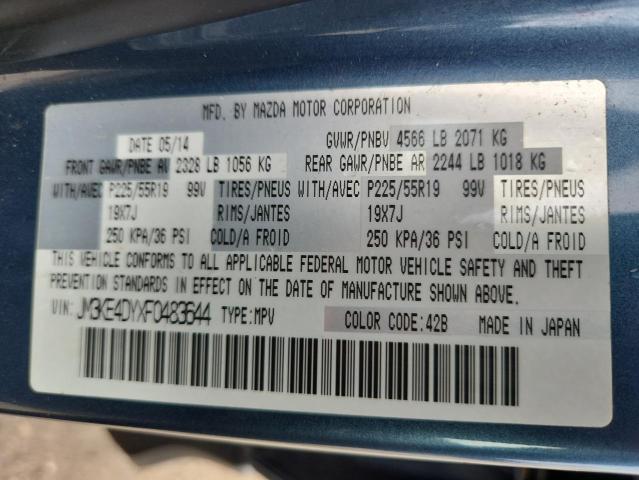 MFD. BY MAZDA MOTOR CORPORATION
DATE 05/14 GVWR/PNBV 4566 LB 2071 KG
FRONT GAWR/PNBE AV 2328 LB 1056 KG REAR GAWR/PNBE AR 2244 LB 1018 KG
WITH/AVEC P225/55R19 99V TIRES/PNEUS WITH/AVEC P225/55R19 99V TIRES/PNEUS
19X7J RIMS/JANTES 19X7J RIMS/JANTES
250 KPA/36 PSI COLD/A FROID 250 KPA/36 PSI COLD/A FROID
THIS VEHICLE CONFORMS TO ALL APPLICABLE FEDERAL MOTOR VEHICLE SAFETY AND THEFT
PREVENTION STANDARDS IN EFFECT ON THE DATE OF MANUFACTURE SHOWN ABOVE.
VIN: JM3KE4DYXF0483644 TYPE:MPV COLOR CODE:42B MADE IN JAPAN